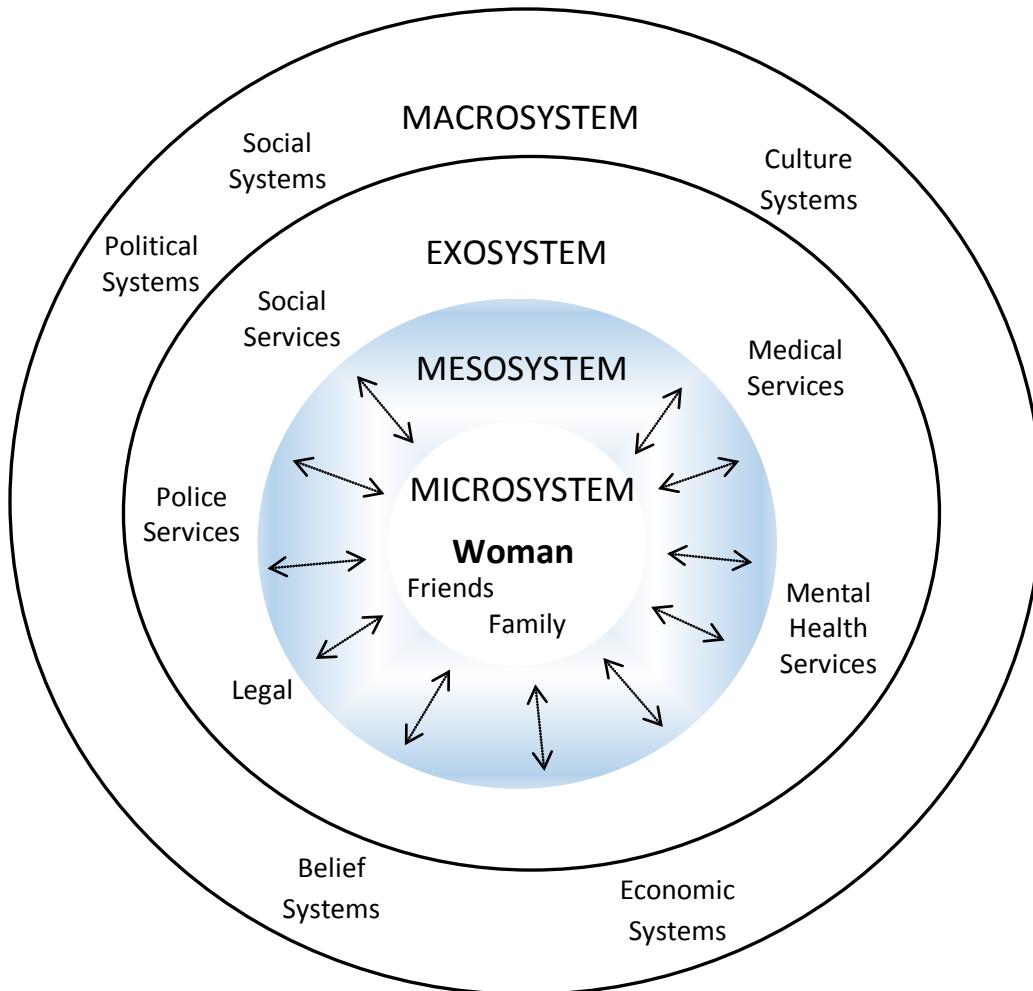 MACROSYSTEM
Social
Systems
Culture
Systems
Political
Systems
EXOSYSTEM
Social
Services
Medical
Services
MESOSYSTEM
Police
Services
MICROSYSTEM
Woman
Friends
Family
Mental
Health
Services
Legal
Belief
Systems
Economic
Systems